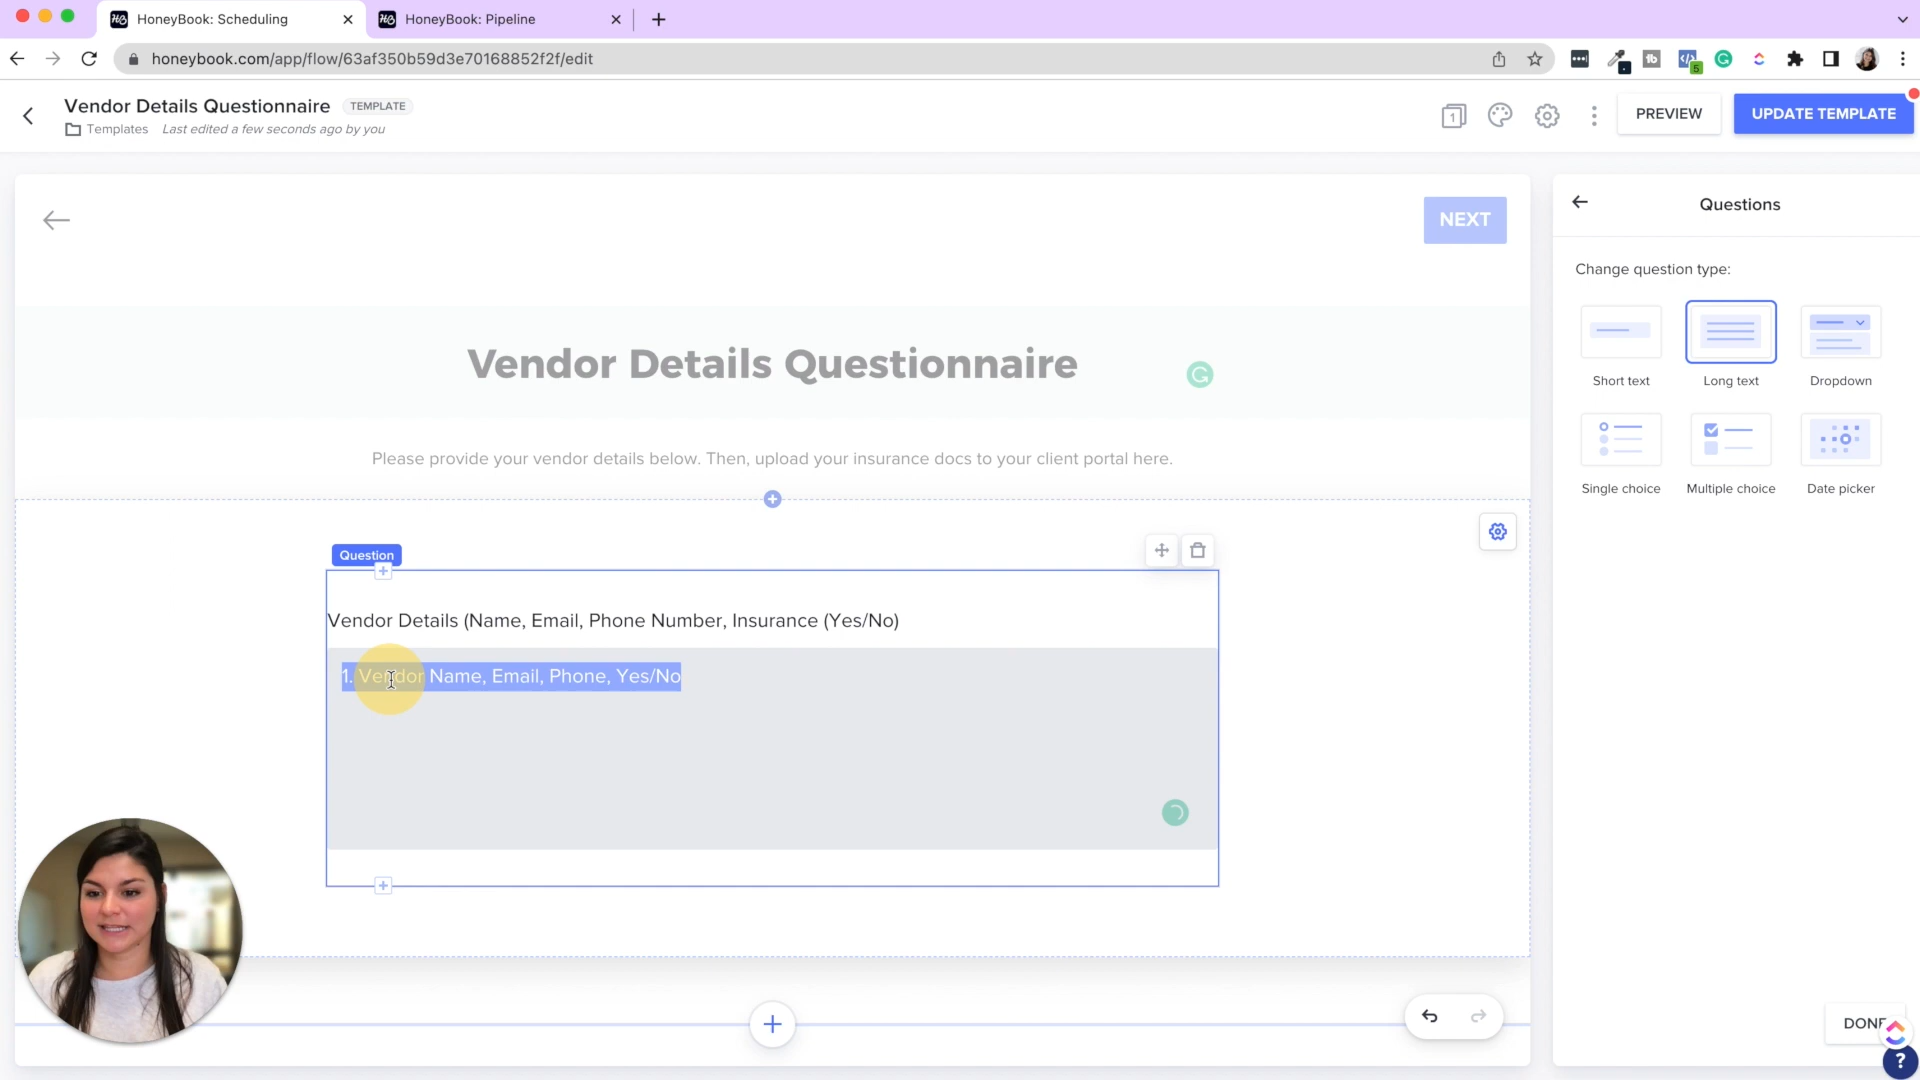 HoneyBook: Scheduling
HoneyBook: Pipeline
honeybook.com/app/flow/63af350b59d3e70168852f2f/edit
5
Vendor Details Questionnaire
TEMPLATE
Templates
Last edited a few seconds ago by you
1
PREVIEW
UPDATE TEMPLATE
NEXT
Questions
Change question type:
Short text
Long text
Dropdown
Single choice
Multiple choice
Date picker
Vendor Details Questionnaire
Please provide your vendor details below. Then, upload your insurance docs to your client portal here.
Question
Vendor Details (Name, Email, Phone Number, Insurance (Yes/No)
1. Vendor Name, Email, Phone, Yes/No
DONE
?